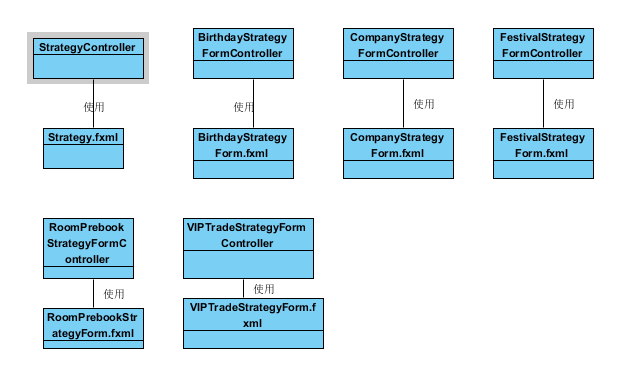 StrategyController
使用
Strategy.fxml
BirthdayStrategy
FormController
使用
BirthdayStrategy
Form.fxml
CompanyStrategy
FormController
使用
CompanyStrategy
Form.fxml
FestivalStrategy
FormController
使用
FestivalStrategy
Form.fxml
RoomPrebook
StrategyFormC
ontroller
使用
RoomPrebookStr
ategyForm.fxml
VIPTradeStrategyForm
Controller
使用
VIPTradeStrategyForm.f
xml